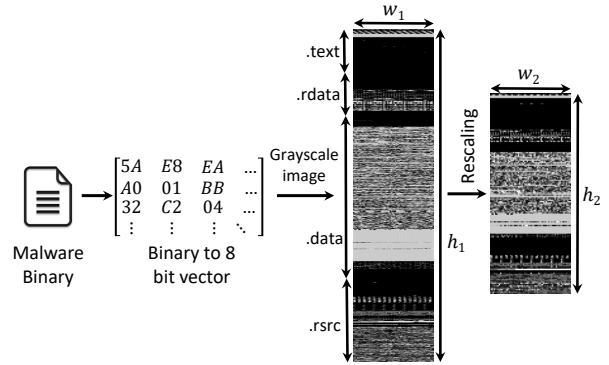 w₁
.text
.rdata
.data
.rsrc
h₁
5A E8 EA ...
A0 01 BB ...
32 C2 04 ...
⋮ ⋮ ⋮ ⋱
Malware
Binary
Binary to 8
bit vector
Grayscale
image
Rescaling
w₂
h₂